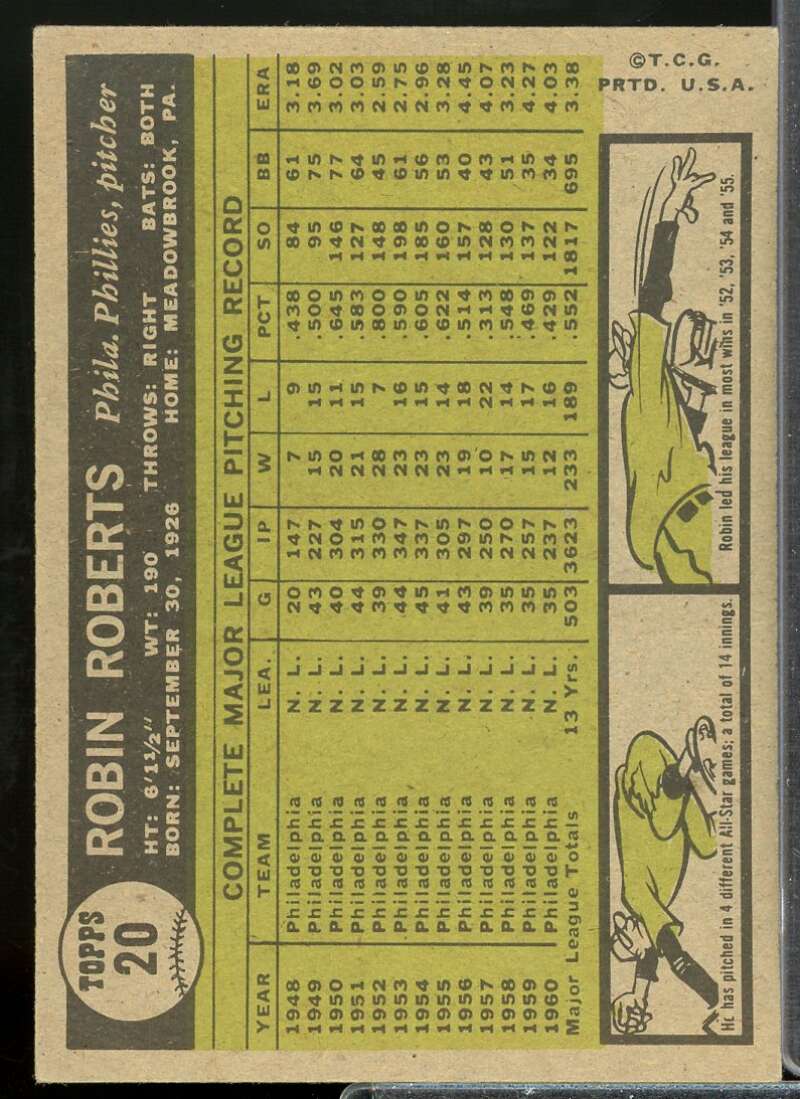 TOPPS
20
ROBIN ROBERTS Phila. Phillies, pitcher
HT: 6'1½" WT: 190 THROWS: RIGHT BATS: BOTH
BORN: SEPTEMBER 30, 1926 HOME: MEADOWBROOK, PA.
COMPLETE MAJOR LEAGUE PITCHING RECORD
YEAR TEAM LEA. G IP W L PCT SO BB ERA
1948 Philadelphia N. L. 20 147 7 9 .438 84 61 3.18
1949 Philadelphia N. L. 43 227 15 15 .500 95 75 3.69
1950 Philadelphia N. L. 40 304 20 11 .645 146 77 3.02
1951 Philadelphia N. L. 44 315 21 15 .583 127 64 3.03
1952 Philadelphia N. L. 39 330 28 7 .800 148 45 2.59
1953 Philadelphia N. L. 44 347 23 16 .590 198 61 2.75
1954 Philadelphia N. L. 45 337 23 15 .605 185 56 2.96
1955 Philadelphia N. L. 41 305 23 14 .622 160 53 3.28
1956 Philadelphia N. L. 43 297 19 18 .514 157 40 4.45
1957 Philadelphia N. L. 39 250 10 22 .313 128 43 4.07
1958 Philadelphia N. L. 35 270 17 14 .548 130 51 3.23
1959 Philadelphia N. L. 35 257 15 17 .469 137 35 4.27
1960 Philadelphia N. L. 35 237 12 16 .429 122 34 4.03
Major League Totals 13 Yrs. 503 3623 233 189 .552 1817 695 3.38
He has pitched in 4 different All-Star games; a total of 14 innings.
Robin led his league in most wins in '52, '53, '54 and '55.
©T.C.G.
PRTD. U.S.A.